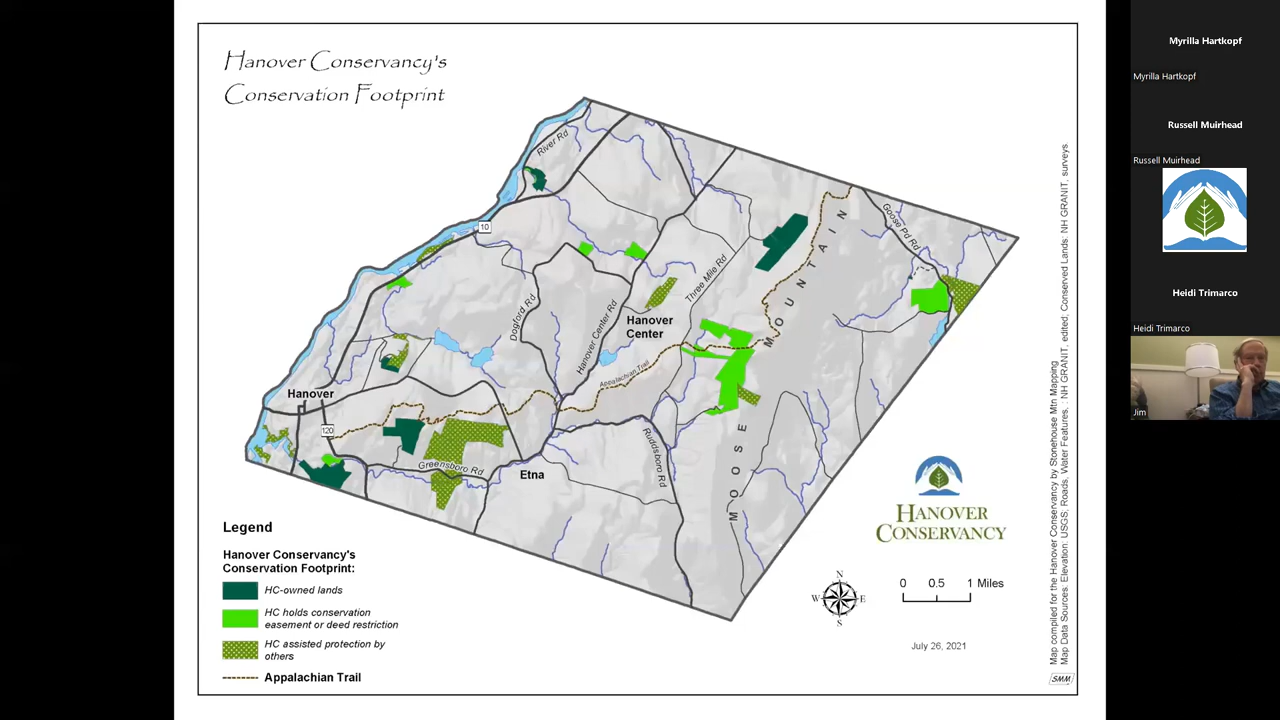 Hanover Conservancy's
Conservation Footprint
River Rd
10
Goose Pd Rd
MOUNTAIN
Three Mile Rd
Dogford Rd
Hanover Center Rd
Hanover
Center
Appalachian Trail
Hanover
120
Greensboro Rd
Etna
Ruddsboro Rd
MOOSE
Legend
Hanover Conservancy's
Conservation Footprint:
HC-owned lands
HC holds conservation
easement or deed restriction
HC assisted protection by
others
Appalachian Trail
HANOVER
CONSERVANCY
N
W E
S
0 0.5 1 Miles
July 26, 2021
Map compiled for the Hanover Conservancy by Stonehouse Mtn Mapping
Map Data Sources: Elevation: USGS, Roads, Water Features. : NH GRANIT, edited; Conserved Lands: NH GRANIT, surveys.
SMM
Myrilla Hartkopf
Myrilla Hartkopf
Russell Muirhead
Russell Muirhead
Heidi Trimarco
Heidi Trimarco
Jim